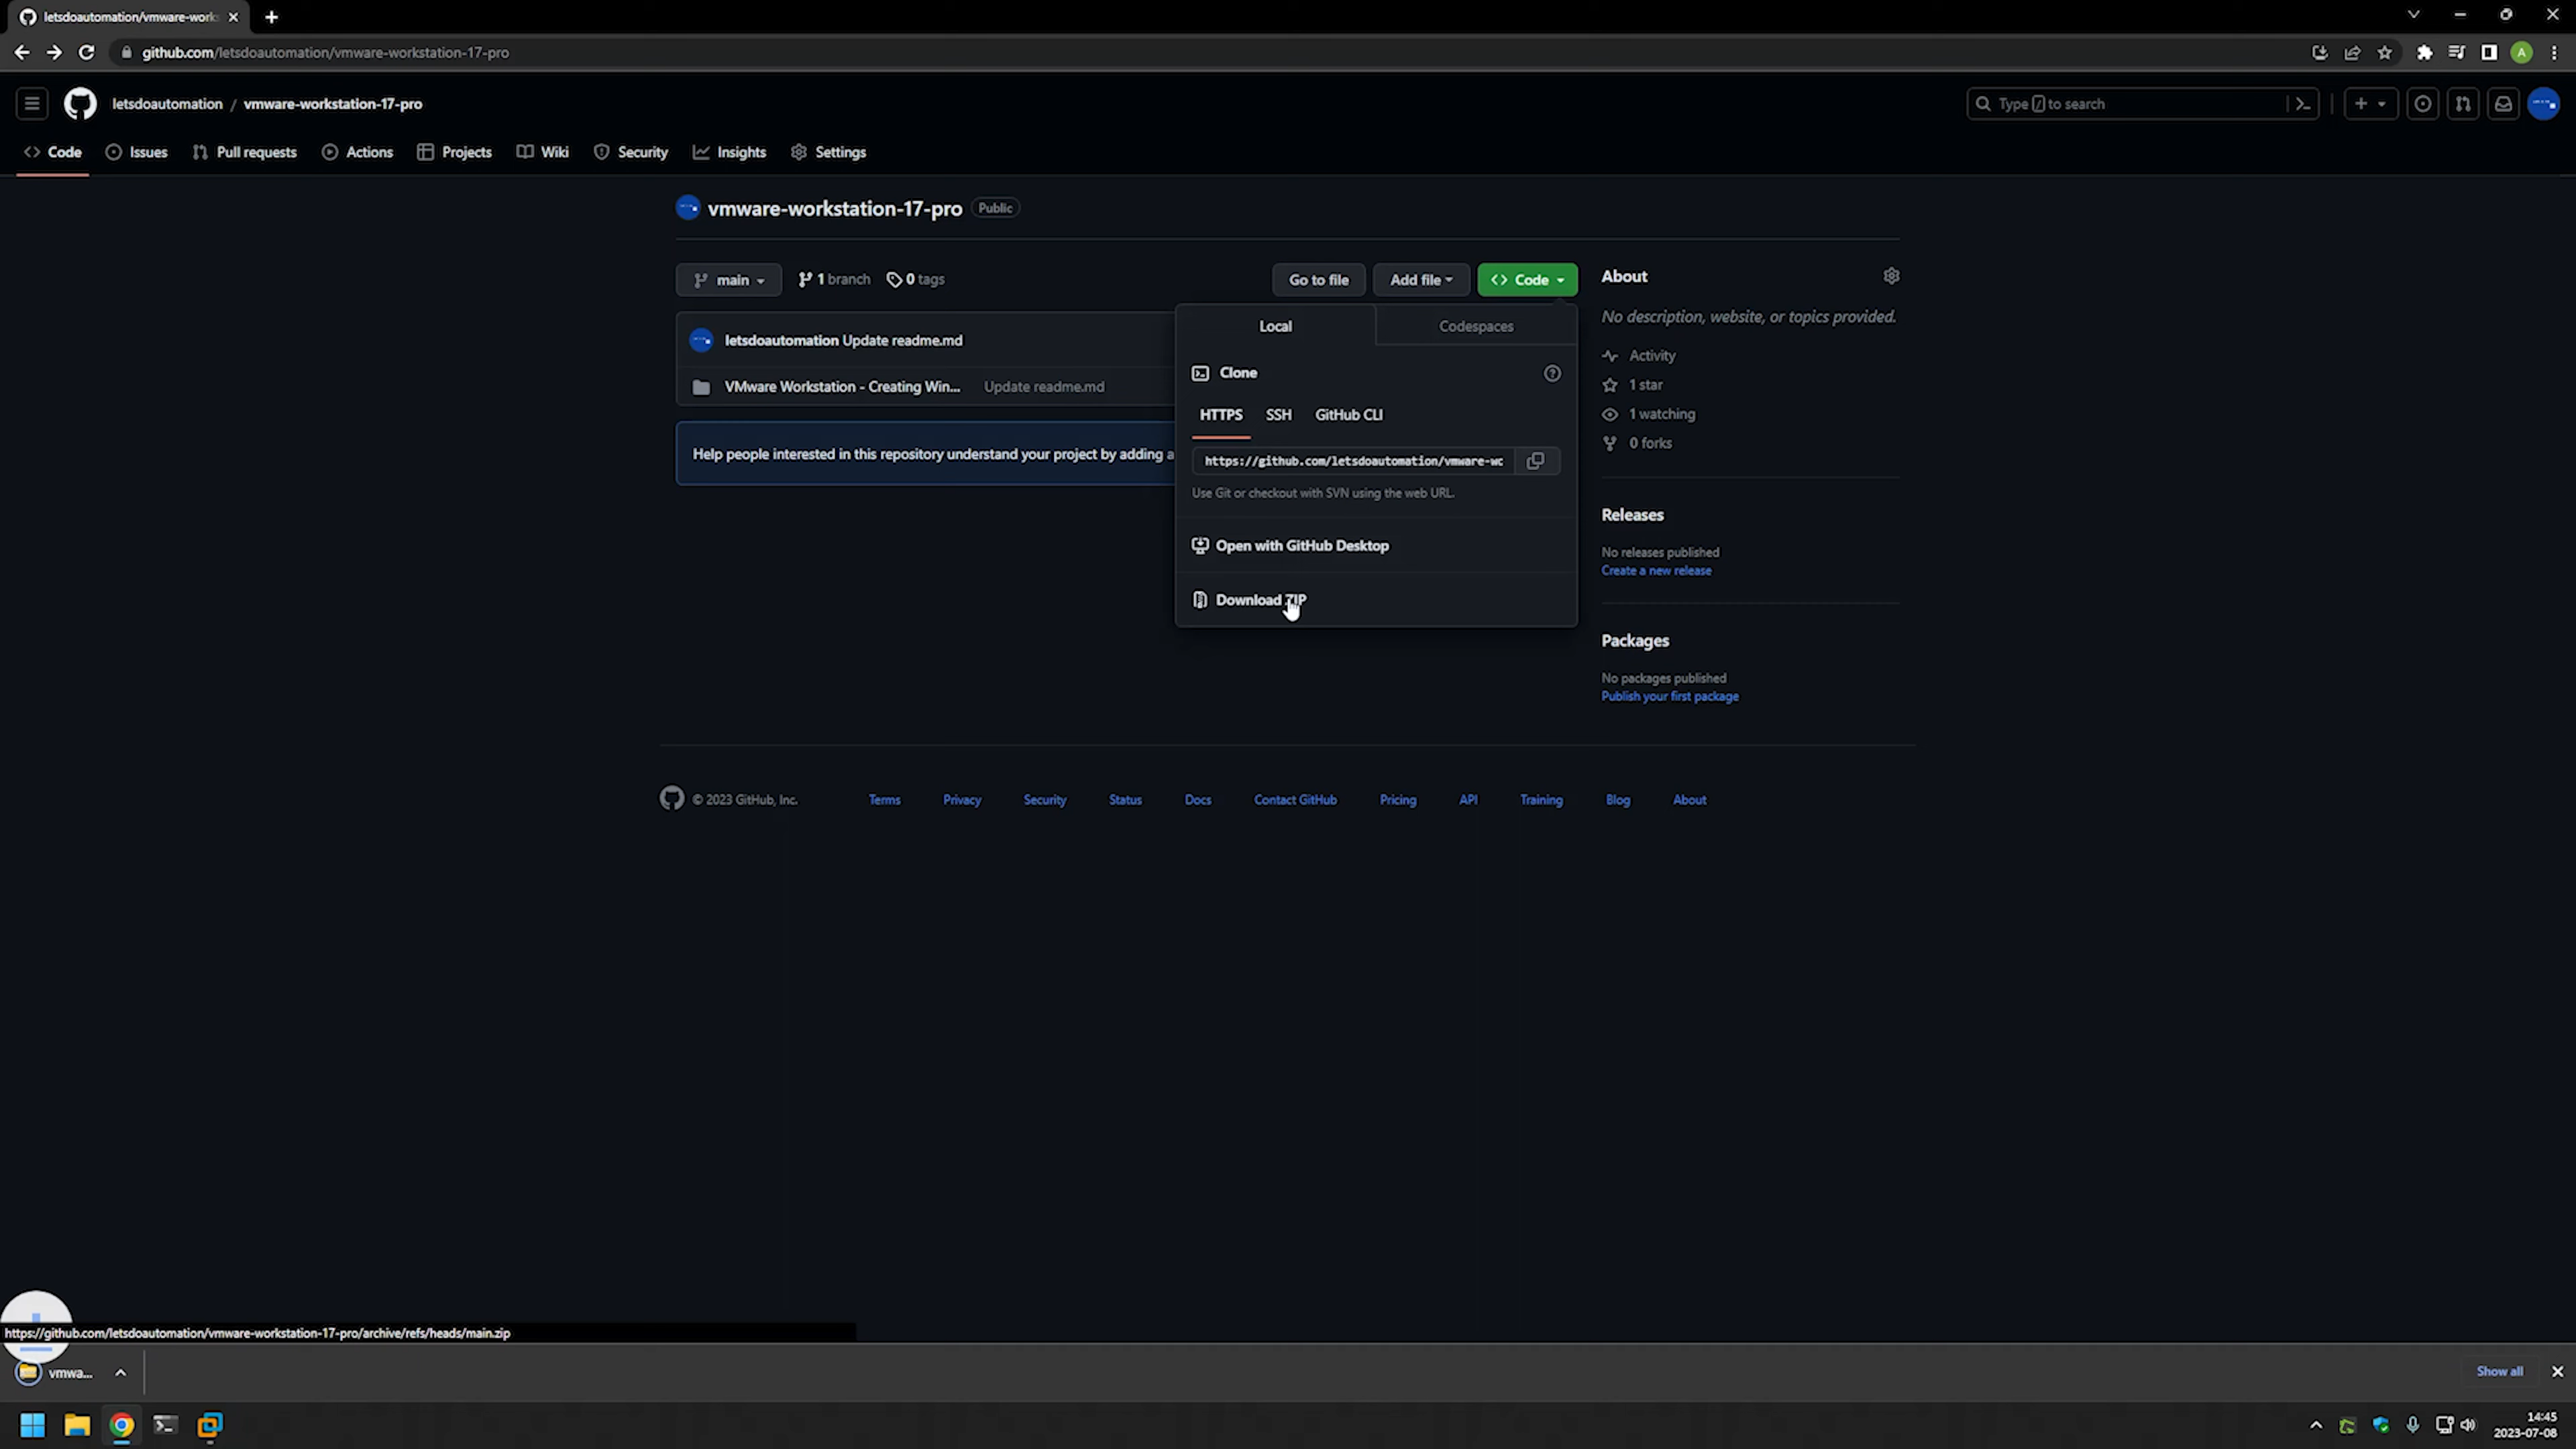 letsdoautomation/vmware-work
github.com/letsdoautomation/vmware-workstation-17-pro
A
letsdoautomation / vmware-workstation-17-pro
Type / to search
Code Issues Pull requests Actions Projects Wiki Security Insights Settings
vmware-workstation-17-pro Public
main 1 branch 0 tags Go to file Add file Code
About
No description, website, or topics provided.
Activity
1 star
1 watching
0 forks
Releases
No releases published
Create a new release
Packages
No packages published
Publish your first package
letsdoautomation Update readme.md
VMware Workstation - Creating Win... Update readme.md
Help people interested in this repository understand your project by adding a
Local Codespaces
Clone
HTTPS SSH GitHub CLI
https://github.com/letsdoautomation/vmware-wc
Use Git or checkout with SVN using the web URL.
Open with GitHub Desktop
Download ZIP
© 2023 GitHub, Inc. Terms Privacy Security Status Docs Contact GitHub Pricing API Training Blog About
https://github.com/letsdoautomation/vmware-workstation-17-pro/archive/refs/heads/main.zip
vmwa... Show all
14:45
2023-07-08